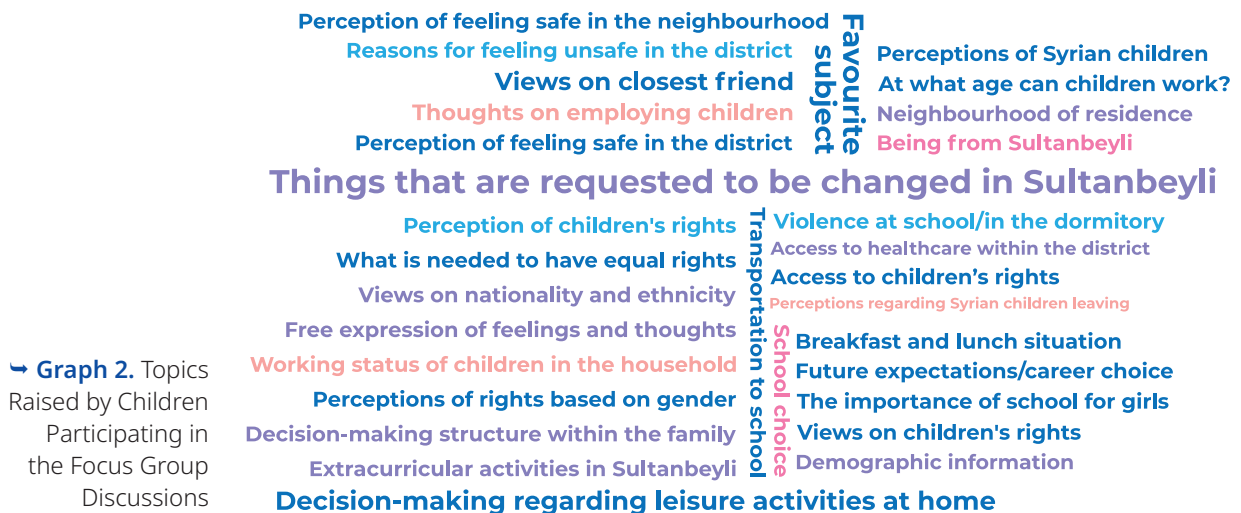 Perception of feeling safe in the neighbourhood
Reasons for feeling unsafe in the district
Views on closest friend
Thoughts on employing children
Perception of feeling safe in the district
Favourite
subject
Perceptions of Syrian children
At what age can children work?
Neighbourhood of residence
Being from Sultanbeyli
Things that are requested to be changed in Sultanbeyli
Perception of children's rights
What is needed to have equal rights
Views on nationality and ethnicity
Free expression of feelings and thoughts
Working status of children in the household
Perceptions of rights based on gender
Decision-making structure within the family
Extracurricular activities in Sultanbeyli
Transportation to school
Violence at school/in the dormitory
Access to healthcare within the district
Access to children’s rights
Perceptions regarding Syrian children leaving
School choice
Breakfast and lunch situation
Future expectations/career choice
The importance of school for girls
Views on children's rights
Demographic information
Decision-making regarding leisure activities at home
➥ Graph 2. Topics
Raised by Children
Participating in
the Focus Group
Discussions